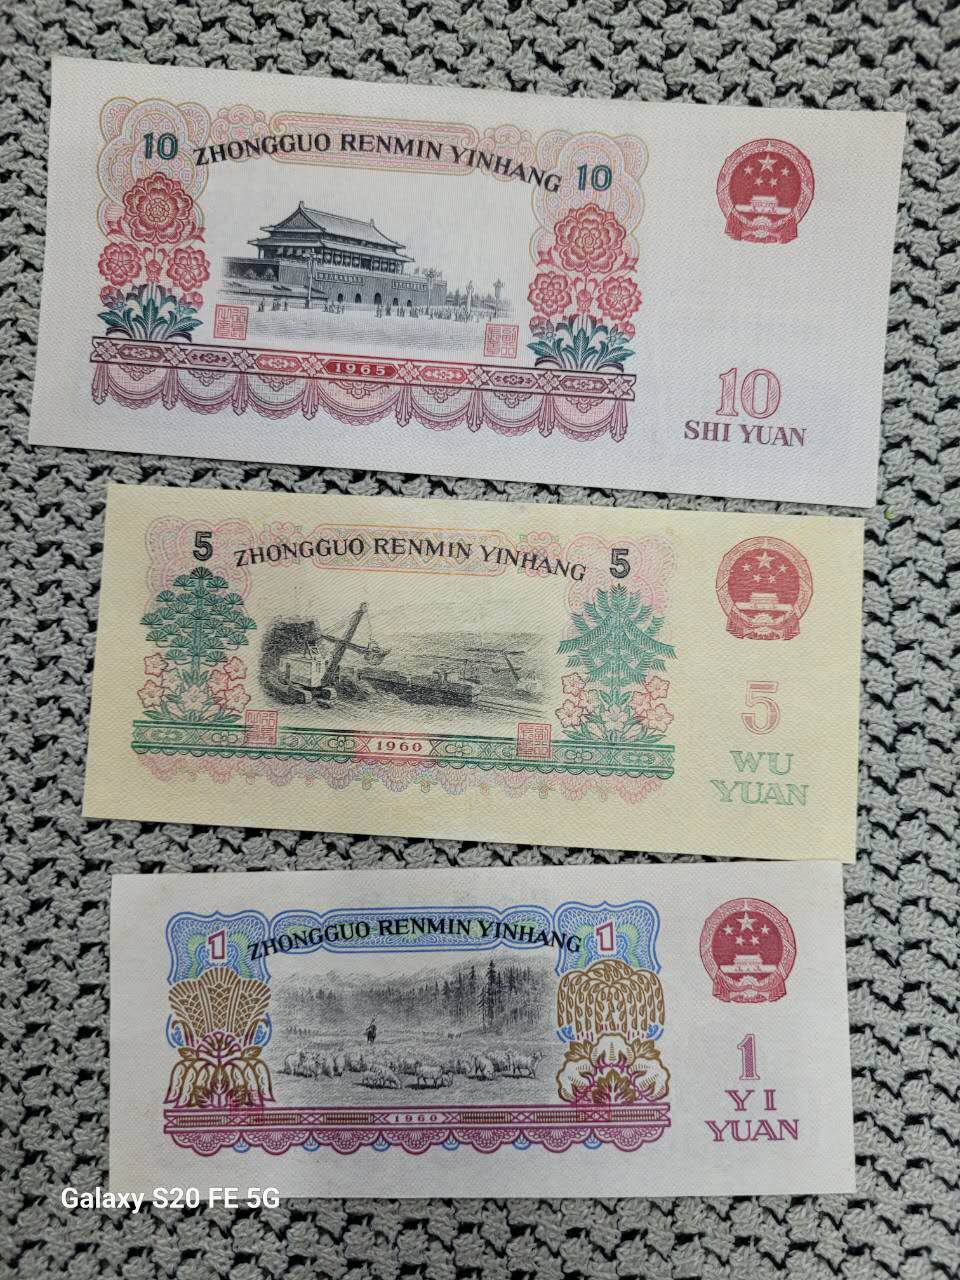 10 ZHONGGUO RENMIN YINHANG 10
1965
10
SHI YUAN
5 ZHONGGUO RENMIN YINHANG 5
1960
5
WU
YUAN
1 ZHONGGUO RENMIN YINHANG 1
1960
1
YI
YUAN
Galaxy S20 FE 5G